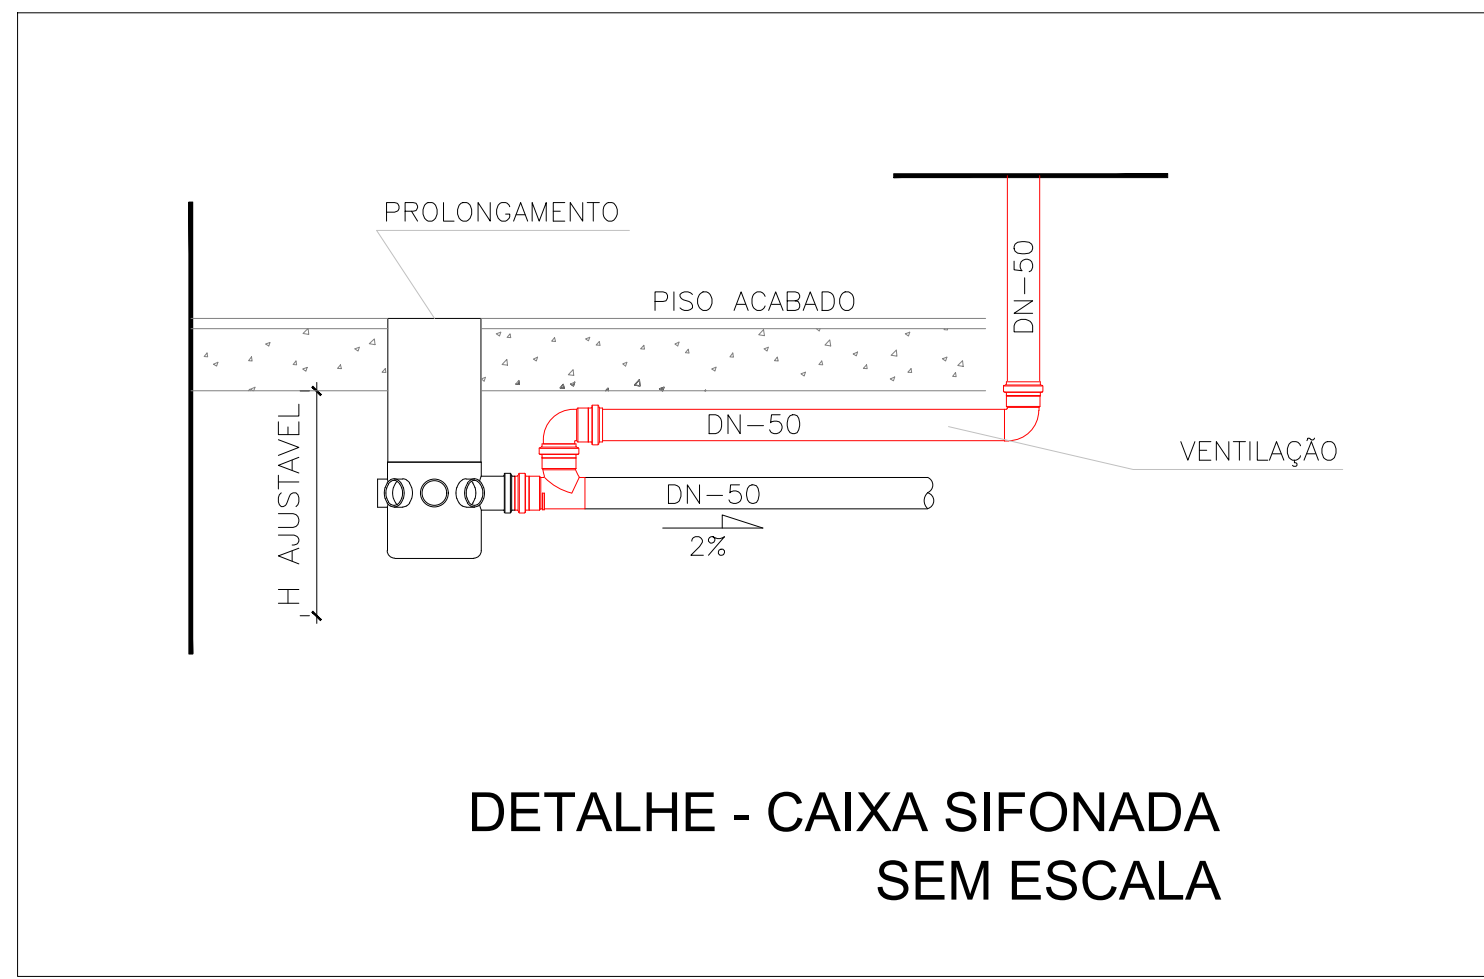 PROLONGAMENTO
PISO ACABADO
DN-50
DN-50
VENTILAÇÃO
DN-50
2%
H AJUSTAVEL
DETALHE - CAIXA SIFONADA
SEM ESCALA